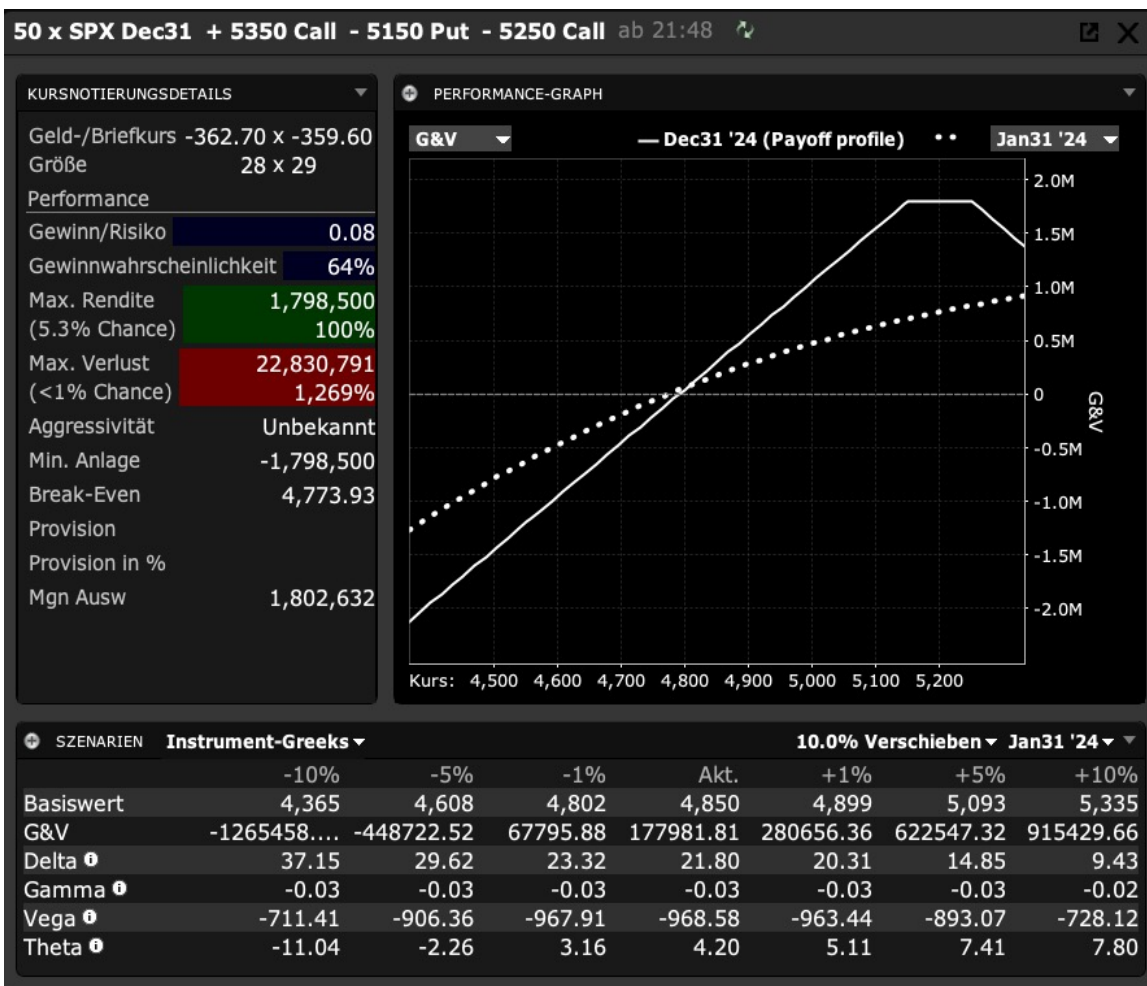 50 x SPX Dec31 + 5350 Call - 5150 Put - 5250 Call ab 21:48
KURSNOTIERUNGSDETAILS
Geld-/Briefkurs -362.70 x -359.60
Größe 28 x 29
Performance
Gewinn/Risiko 0.08
Gewinnwahrscheinlichkeit 64%
Max. Rendite 1,798,500
(5.3% Chance) 100%
Max. Verlust 22,830,791
(<1% Chance) 1,269%
Aggressivität Unbekannt
Min. Anlage -1,798,500
Break-Even 4,773.93
Provision
Provision in %
Mgn Ausw 1,802,632
PERFORMANCE-GRAPH
G&V Dec31 '24 (Payoff profile) Jan31 '24
2.0M
1.5M
1.0M
0.5M
0
-0.5M
-1.0M
-1.5M
-2.0M
G&V
Kurs: 4,500 4,600 4,700 4,800 4,900 5,000 5,100 5,200
SZENARIEN Instrument-Greeks 10.0% Verschieben Jan31 '24
-10% -5% -1% Akt. +1% +5% +10%
Basiswert 4,365 4,608 4,802 4,850 4,899 5,093 5,335
G&V -1265458.... -448722.52 67795.88 177981.81 280656.36 622547.32 915429.66
Delta 37.15 29.62 23.32 21.80 20.31 14.85 9.43
Gamma -0.03 -0.03 -0.03 -0.03 -0.03 -0.03 -0.02
Vega -711.41 -906.36 -967.91 -968.58 -963.44 -893.07 -728.12
Theta -11.04 -2.26 3.16 4.20 5.11 7.41 7.80